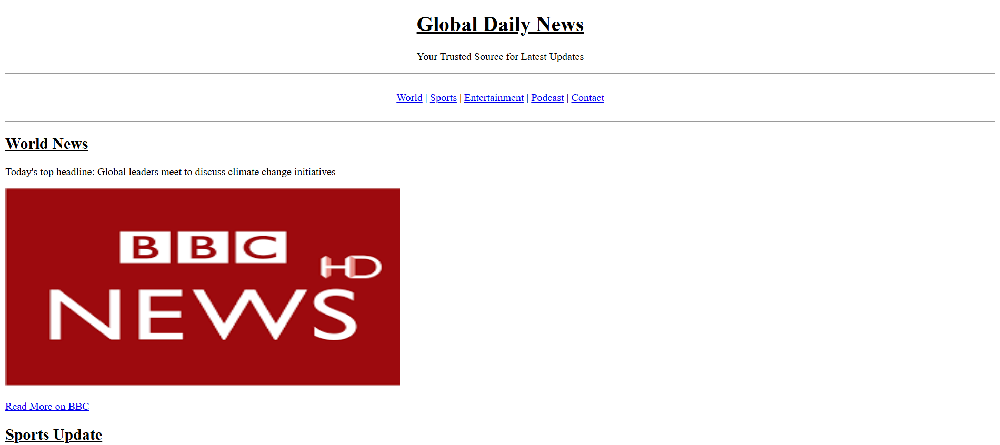 Global Daily News
Your Trusted Source for Latest Updates
World | Sports | Entertainment | Podcast | Contact
World News
Today's top headline: Global leaders meet to discuss climate change initiatives
BBC
HD
NEWS
Read More on BBC
Sports Update